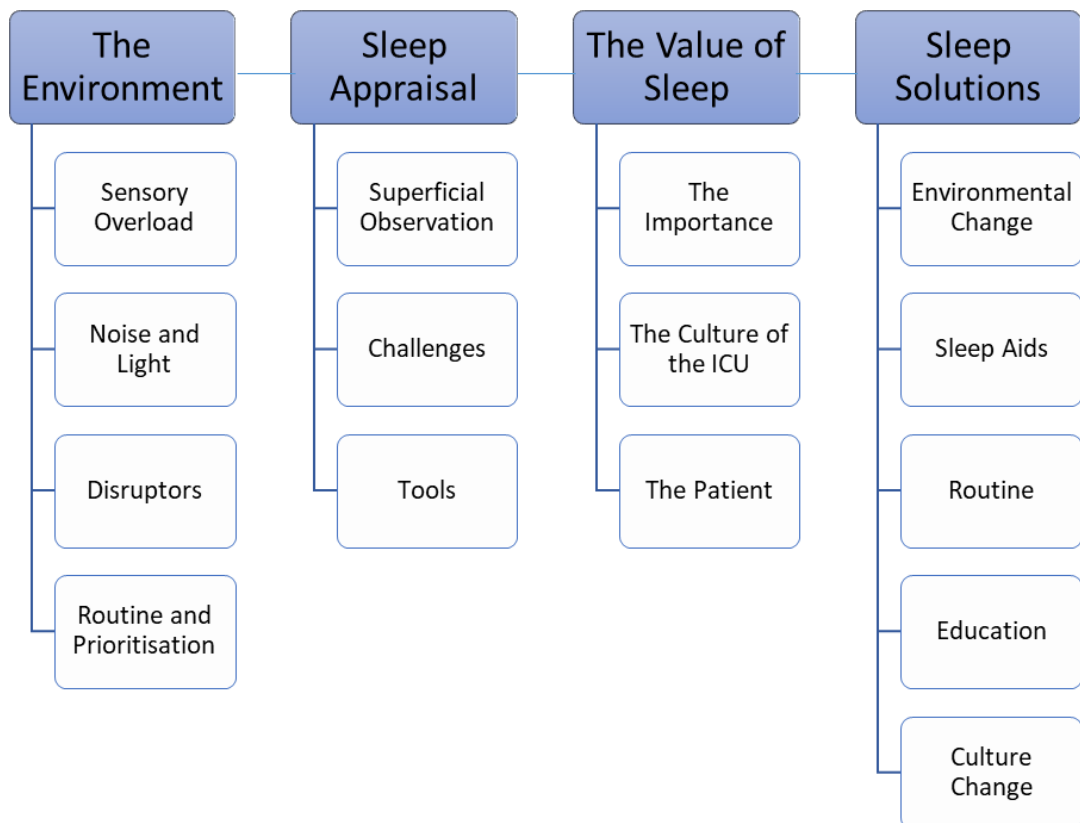 The
Environment
Sensory
Overload
Noise and
Light
Disruptors
Routine and
Prioritisation
Sleep
Appraisal
Superficial
Observation
Challenges
Tools
The Value of
Sleep
The
Importance
The Culture of
the ICU
The Patient
Sleep
Solutions
Environmental
Change
Sleep Aids
Routine
Education
Culture
Change